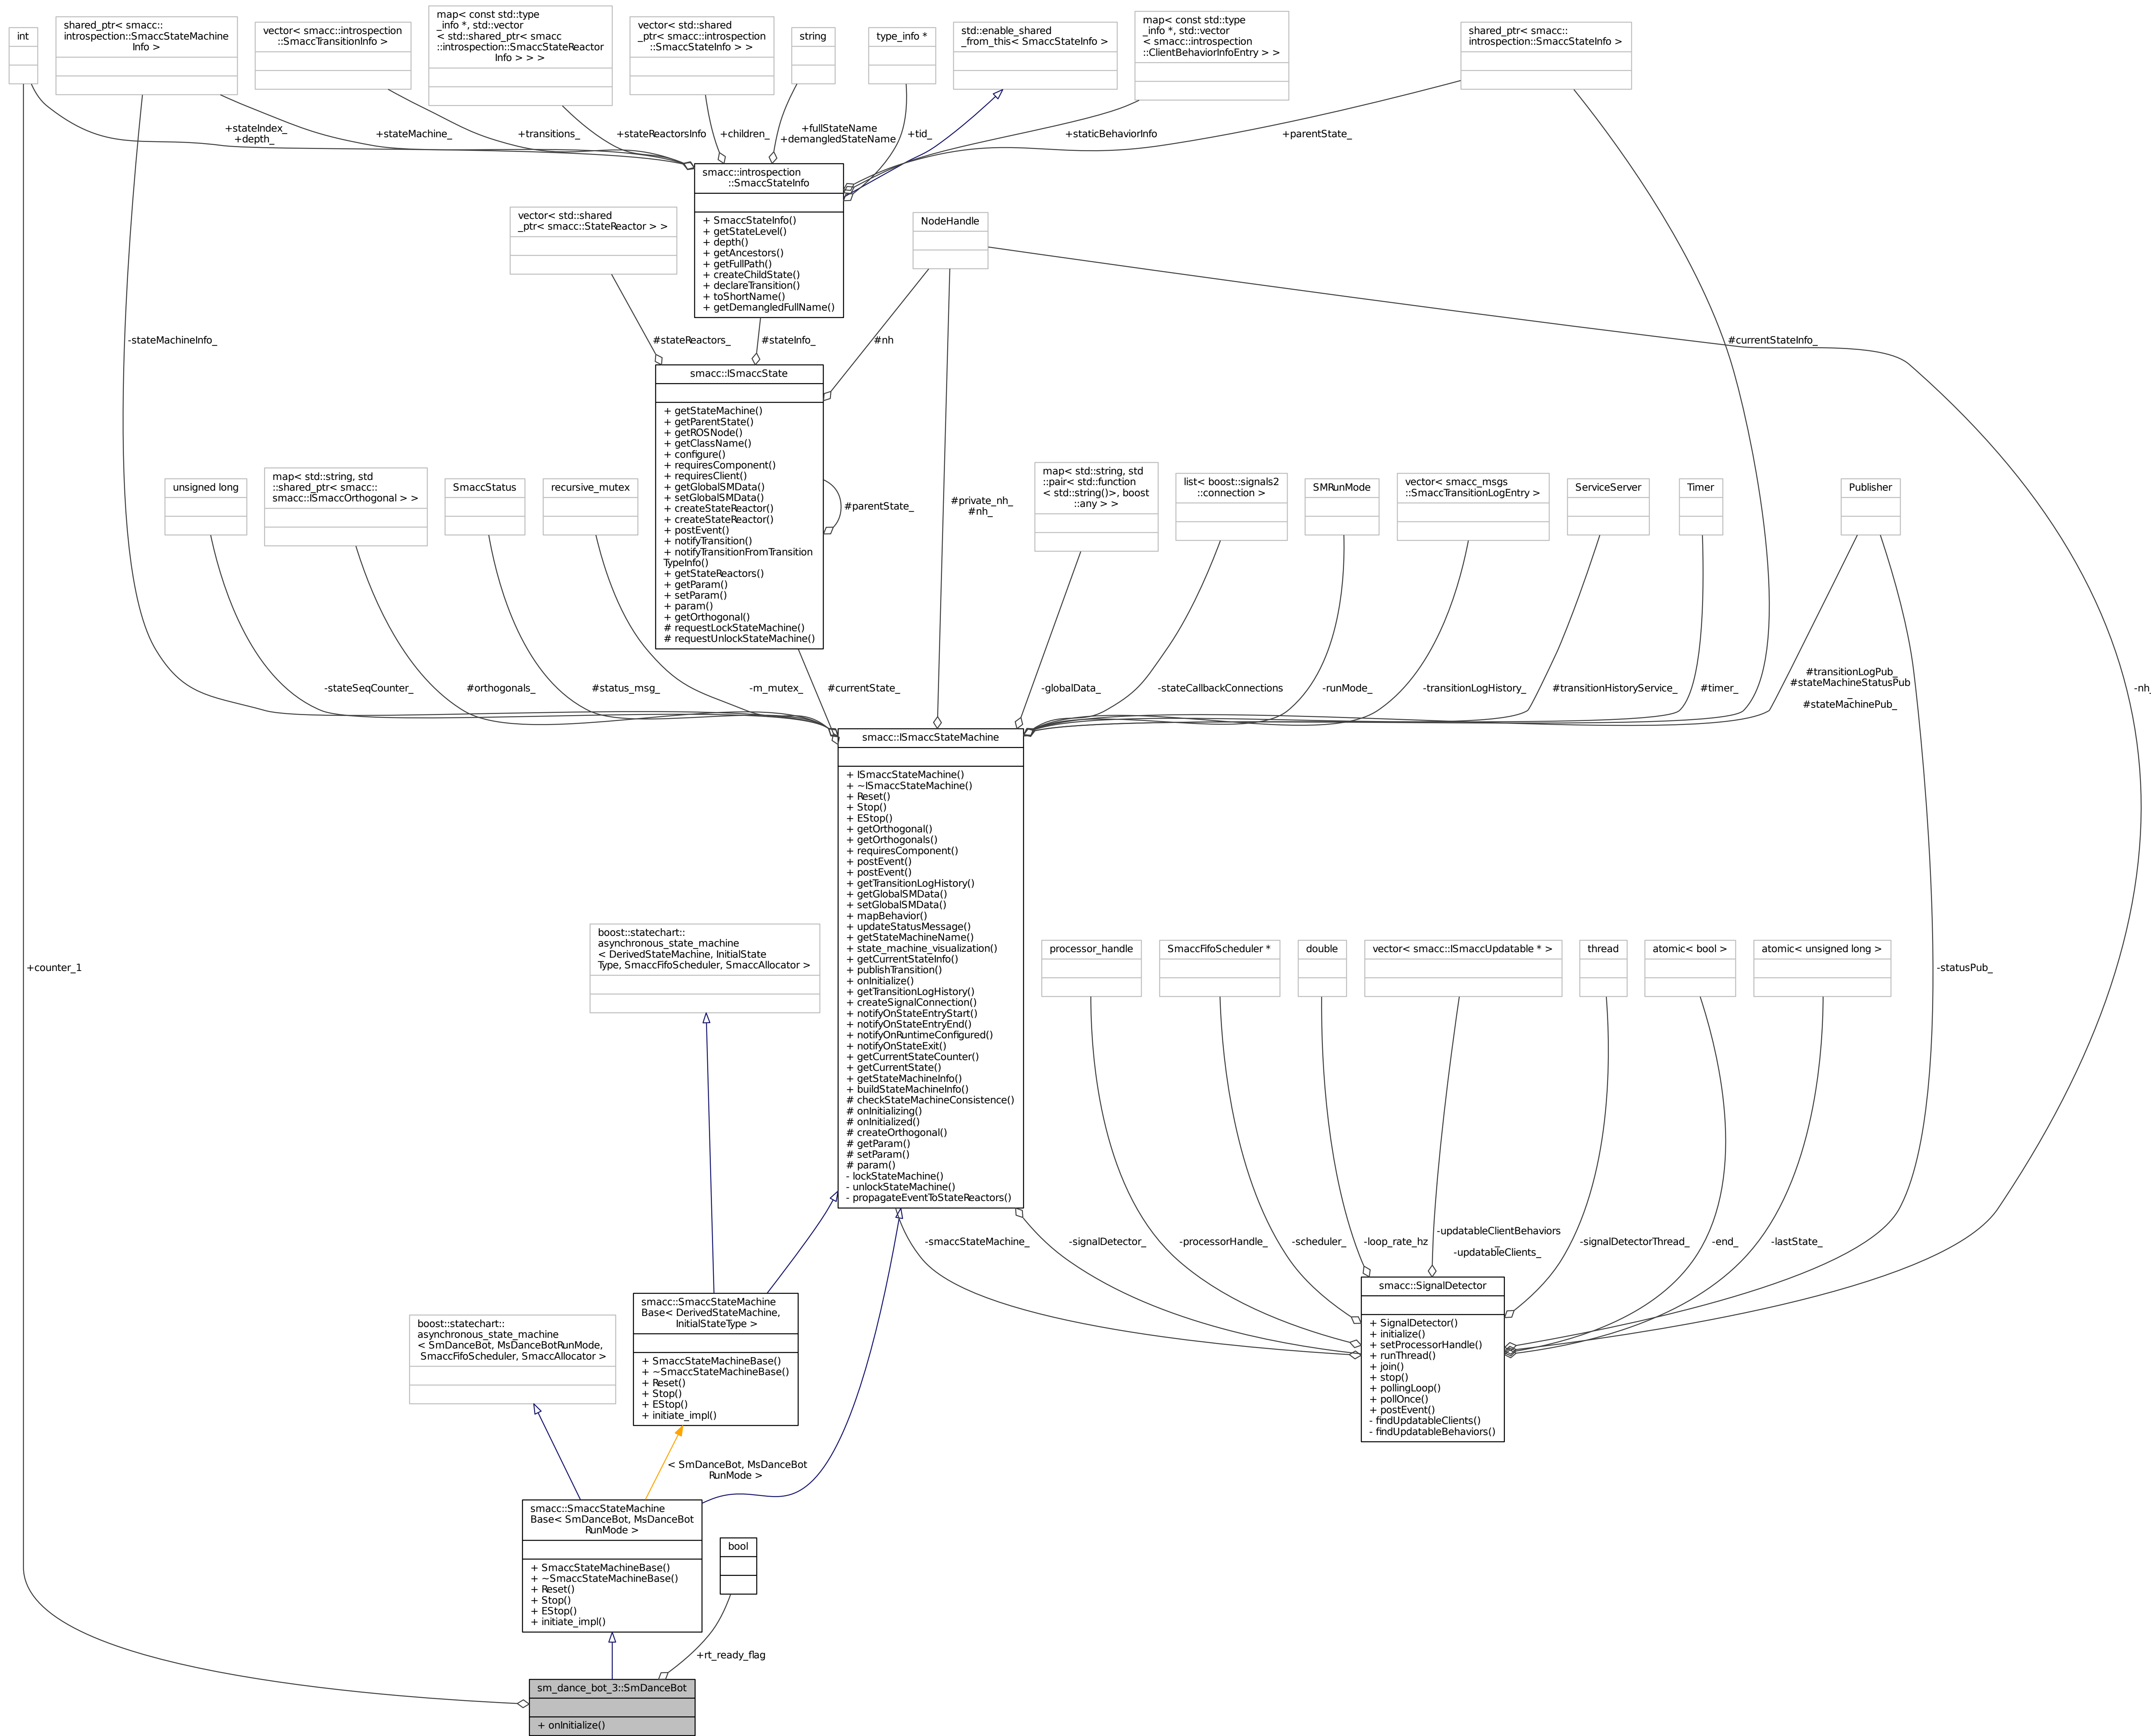 int
shared_ptr< smacc::
introspection::SmaccStateMachine
Info >
vector< smacc::introspection
::SmaccTransitionInfo >
map< const std::type
_info *, std::vector
< std::shared_ptr< smacc
::introspection::SmaccStateReactor
Info > > >
vector< std::shared
_ptr< smacc::introspection
::SmaccStateInfo > >
string
type_info *
std::enable_shared
_from_this< SmaccStateInfo >
map< const std::type
_info *, std::vector
< smacc::introspection
::ClientBehaviorInfoEntry > >
shared_ptr< smacc::
introspection::SmaccStateInfo >
+stateIndex_
+depth_
+stateMachine_
+transitions_
+stateReactorsInfo
+children_
+fullStateName
+demangledStateName
+tid_
+staticBehaviorInfo
+parentState_
smacc::introspection
::SmaccStateInfo
+ SmaccStateInfo()
+ getStateLevel()
+ depth()
+ getAncestors()
+ getFullPath()
+ createChildState()
+ declareTransition()
+ toShortName()
+ getDemangledFullName()
vector< std::shared
_ptr< smacc::StateReactor > >
NodeHandle
-stateMachineInfo_
#stateReactors_
#stateInfo_
#nh
#currentStateInfo_
smacc::ISmaccState
+ getStateMachine()
+ getParentState()
+ getROSNode()
+ getClassName()
+ configure()
+ requiresComponent()
+ requiresClient()
+ getGlobalSMData()
+ setGlobalSMData()
+ createStateReactor()
+ createStateReactor()
+ postEvent()
+ notifyTransition()
+ notifyTransitionFromTransition
TypeInfo()
+ getStateReactors()
+ getParam()
+ setParam()
+ param()
+ getOrthogonal()
# requestLockStateMachine()
# requestUnlockStateMachine()
#parentState_
unsigned long
map< std::string, std
::shared_ptr< smacc::
smacc::ISmaccOrthogonal > >
SmaccStatus
recursive_mutex
#private_nh_
#nh_
map< std::string, std
::pair< std::function
< std::string()>, boost
::any > >
list< boost::signals2
::connection >
SMRunMode
vector< smacc_msgs
::SmaccTransitionLogEntry >
ServiceServer
Timer
Publisher
-stateSeqCounter_
#orthogonals_
#status_msg_
-m_mutex_
#currentState_
-globalData_
-stateCallbackConnections
-runMode_
-transitionLogHistory_
#transitionHistoryService_
#timer_
#transitionLogPub_
#stateMachineStatusPub
_
#stateMachinePub_
-nh_
smacc::ISmaccStateMachine
+ ISmaccStateMachine()
+ ~ISmaccStateMachine()
+ Reset()
+ Stop()
+ EStop()
+ getOrthogonal()
+ getOrthogonals()
+ requiresComponent()
+ postEvent()
+ postEvent()
+ getTransitionLogHistory()
+ getGlobalSMData()
+ setGlobalSMData()
+ mapBehavior()
+ updateStatusMessage()
+ getStateMachineName()
+ state_machine_visualization()
+ getCurrentStateInfo()
+ publishTransition()
+ onInitialize()
+ getTransitionLogHistory()
+ createSignalConnection()
+ notifyOnStateEntryStart()
+ notifyOnStateEntryEnd()
+ notifyOnRuntimeConfigured()
+ notifyOnStateExit()
+ getCurrentStateCounter()
+ getCurrentState()
+ getStateMachineInfo()
+ buildStateMachineInfo()
# checkStateMachineConsistence()
# onInitializing()
# onInitialized()
# createOrthogonal()
# getParam()
# setParam()
# param()
- lockStateMachine()
- unlockStateMachine()
- propagateEventToStateReactors()
+counter_1
boost::statechart::
asynchronous_state_machine
< DerivedStateMachine, InitialState
Type, SmaccFifoScheduler, SmaccAllocator >
processor_handle
SmaccFifoScheduler *
double
vector< smacc::ISmaccUpdatable * >
thread
atomic< bool >
atomic< unsigned long >
-statusPub_
-smaccStateMachine_
-signalDetector_
-processorHandle_
-scheduler_
-loop_rate_hz
-updatableClientBehaviors
_
-updatableClients_
-signalDetectorThread_
-end_
-lastState_
smacc::SignalDetector
+ SignalDetector()
+ initialize()
+ setProcessorHandle()
+ runThread()
+ join()
+ stop()
+ pollingLoop()
+ pollOnce()
+ postEvent()
- findUpdatableClients()
- findUpdatableBehaviors()
smacc::SmaccStateMachine
Base< DerivedStateMachine,
InitialStateType >
+ SmaccStateMachineBase()
+ ~SmaccStateMachineBase()
+ Reset()
+ Stop()
+ EStop()
+ initiate_impl()
boost::statechart::
asynchronous_state_machine
< SmDanceBot, MsDanceBotRunMode,
SmaccFifoScheduler, SmaccAllocator >
< SmDanceBot, MsDanceBot
RunMode >
smacc::SmaccStateMachine
Base< SmDanceBot, MsDanceBot
RunMode >
+ SmaccStateMachineBase()
+ ~SmaccStateMachineBase()
+ Reset()
+ Stop()
+ EStop()
+ initiate_impl()
bool
+rt_ready_flag
sm_dance_bot_3::SmDanceBot
+ onInitialize()